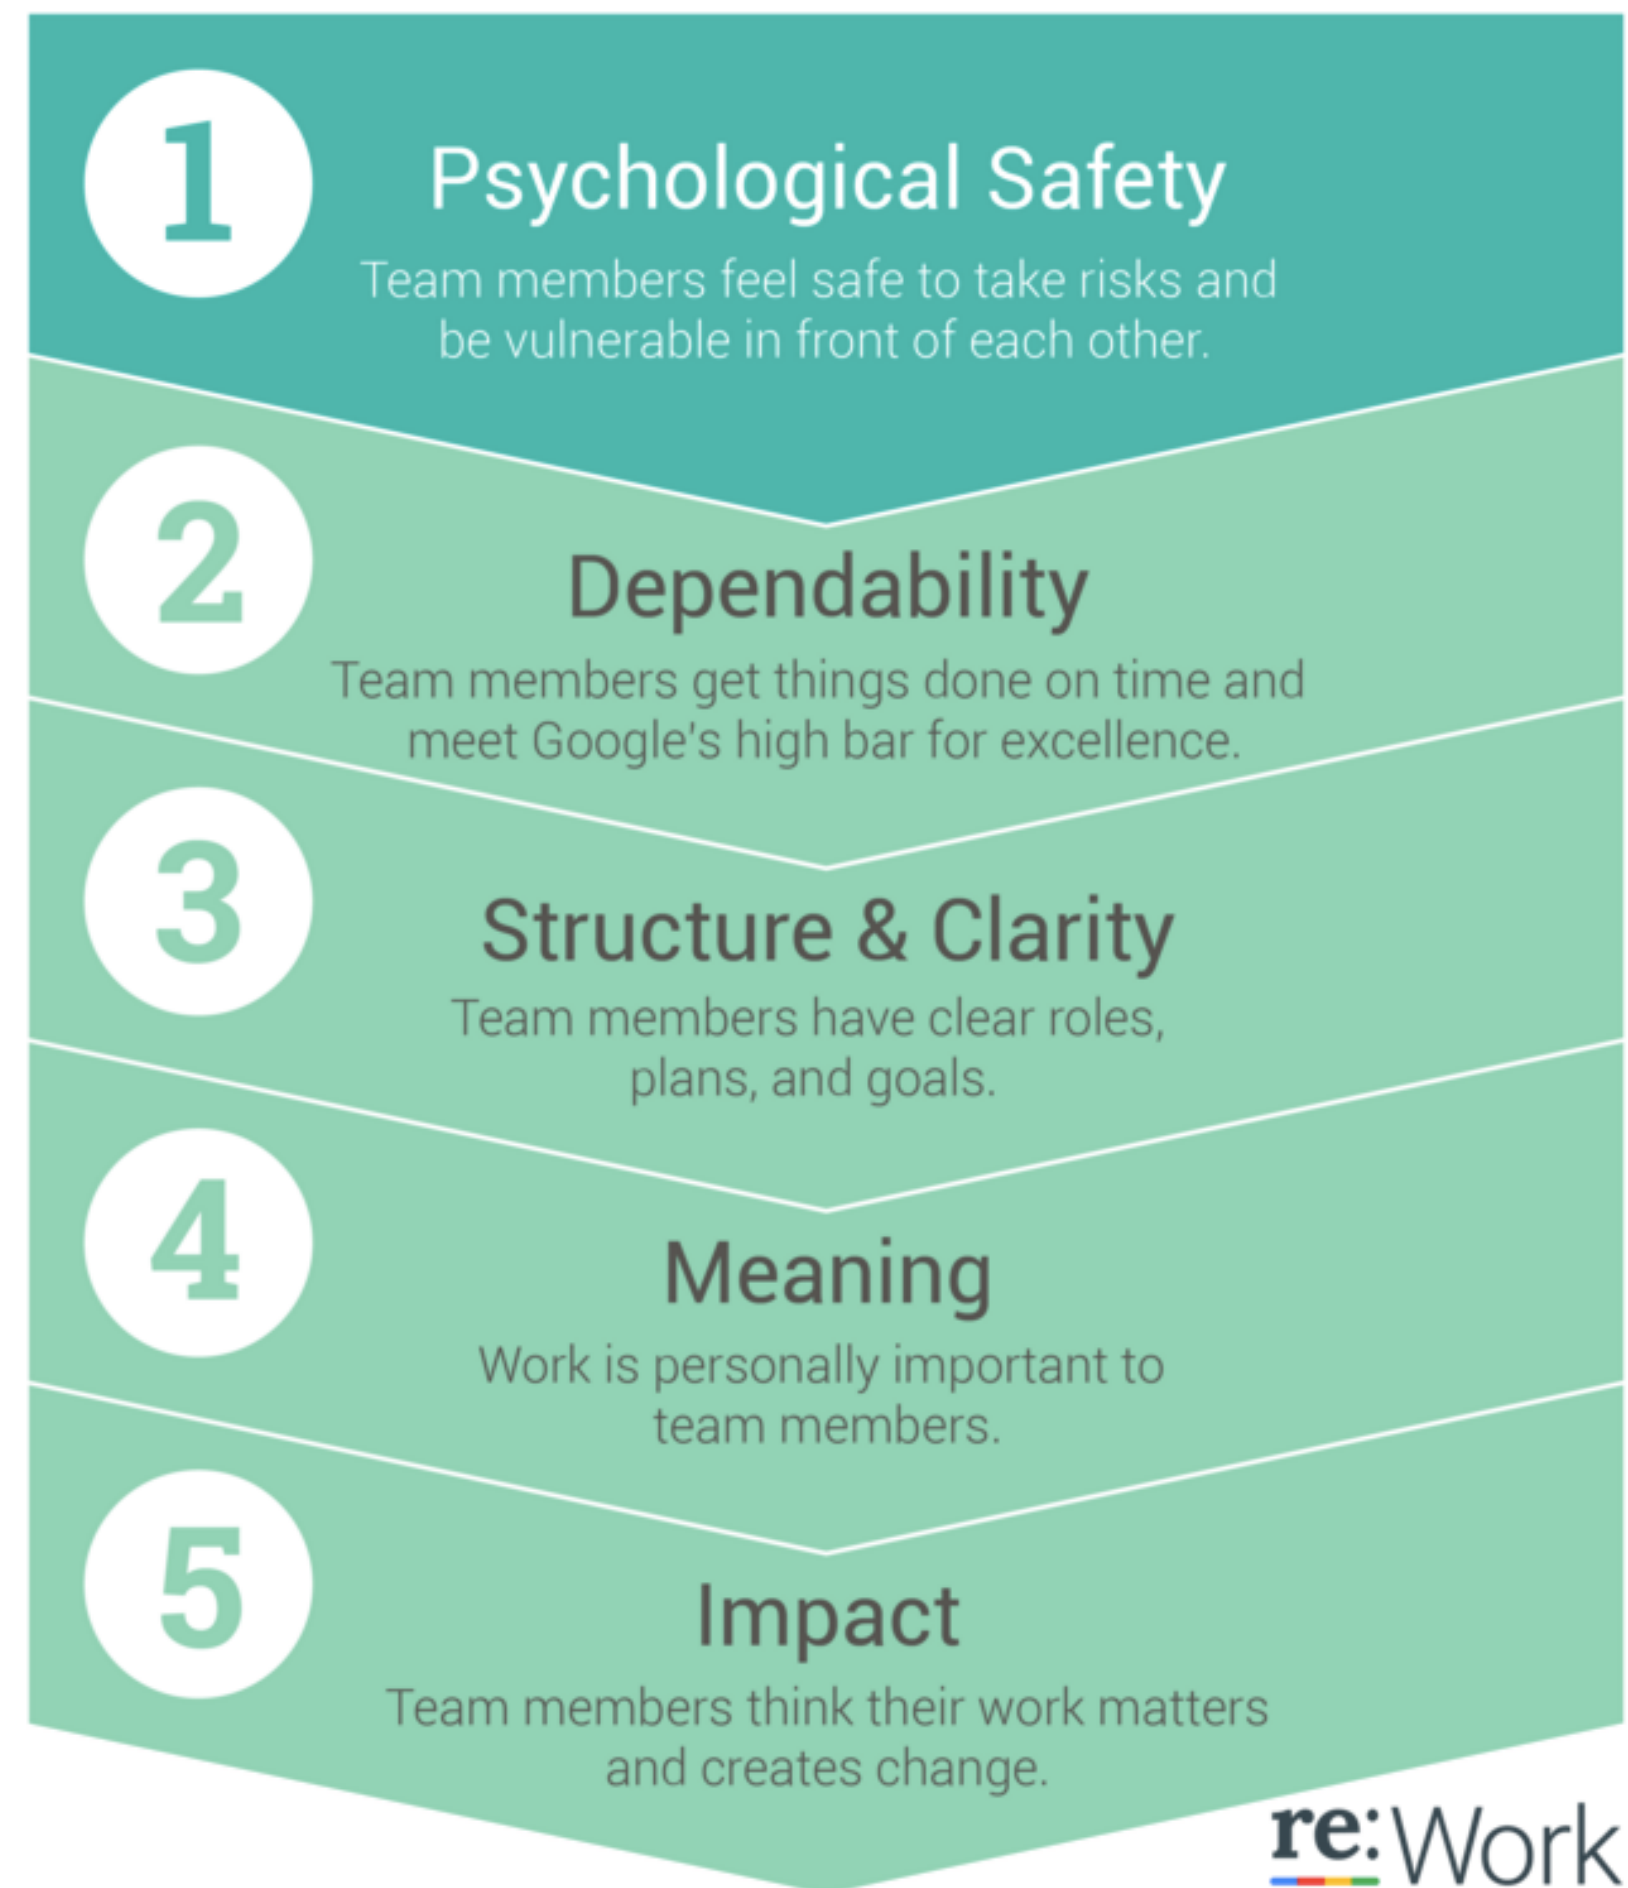 1
Psychological Safety
Team members feel safe to take risks and
be vulnerable in front of each other.
2
Dependability
Team members get things done on time and
meet Google's high bar for excellence.
3
Structure & Clarity
Team members have clear roles,
plans, and goals.
4
Meaning
Work is personally important to
team members.
5
Impact
Team members think their work matters
and creates change.
re:Work